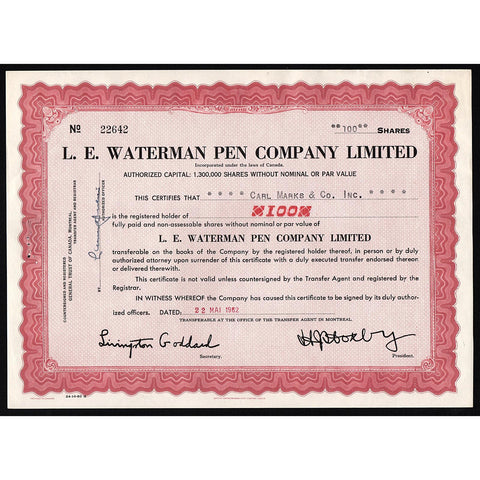 Nº 22642
**100** SHARES
L. E. WATERMAN PEN COMPANY LIMITED
Incorporated under the laws of Canada.
AUTHORIZED CAPITAL: 1,300,000 SHARES WITHOUT NOMINAL OR PAR VALUE
THIS CERTIFIES THAT * * * * CARL MARKS & CO. INC. * * * *
is the registered holder of 100
fully paid and non-assessable shares without nominal or par value of
L. E. WATERMAN PEN COMPANY LIMITED
transferable on the books of the Company by the registered holder thereof, in person or by duly
authorized attorney upon surrender of this certificate with a duly executed transfer endorsed thereon
or delivered therewith.
This certificate is not valid unless countersigned by the Transfer Agent and registered by the
Registrar.
IN WITNESS WHEREOF the Company has caused this certificate to be signed by its duly author-
ized officers. DATED: 22 MAI 1962
TRANSFERABLE AT THE OFFICE OF THE TRANSFER AGENT IN MONTREAL
Livingston Goddard
Secretary.
President.
COUNTERSIGNED AND REGISTERED
GENERAL TRUST OF CANADA, MONTREAL,
TRANSFER AGENT AND REGISTRAR
BY
AUTHORIZED OFFICER